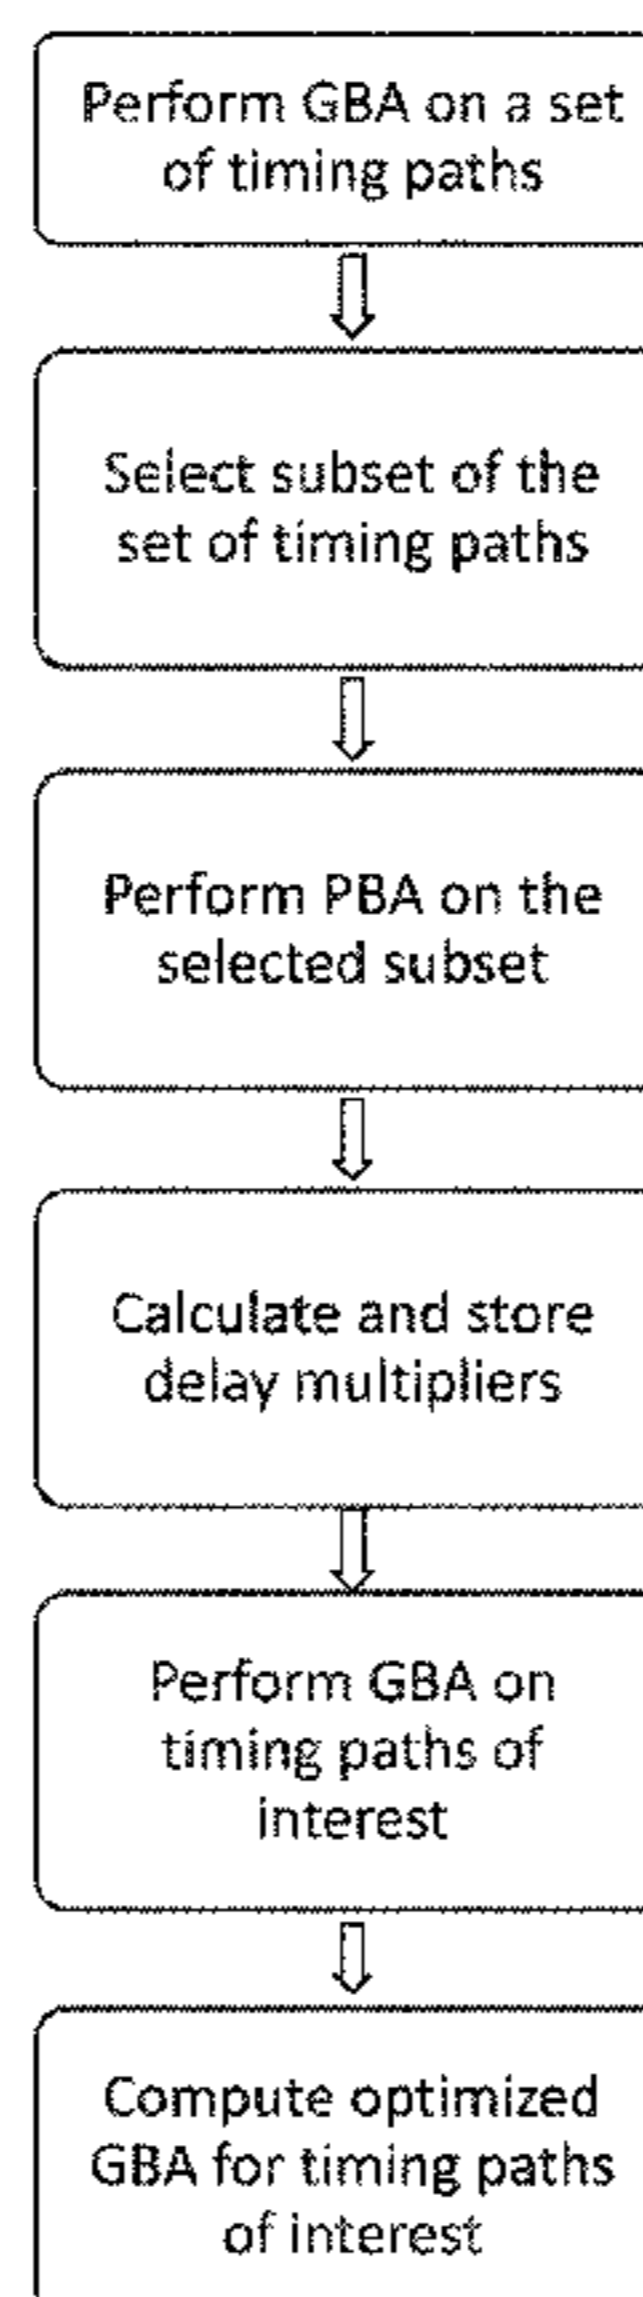 Perform GBA on a set
of timing paths
Select subset of the
set of timing paths
Perform PBA on the
selected subset
Calculate and store
delay multipliers
Perform GBA on
timing paths of
interest
Compute optimized
GBA for timing paths
of interest